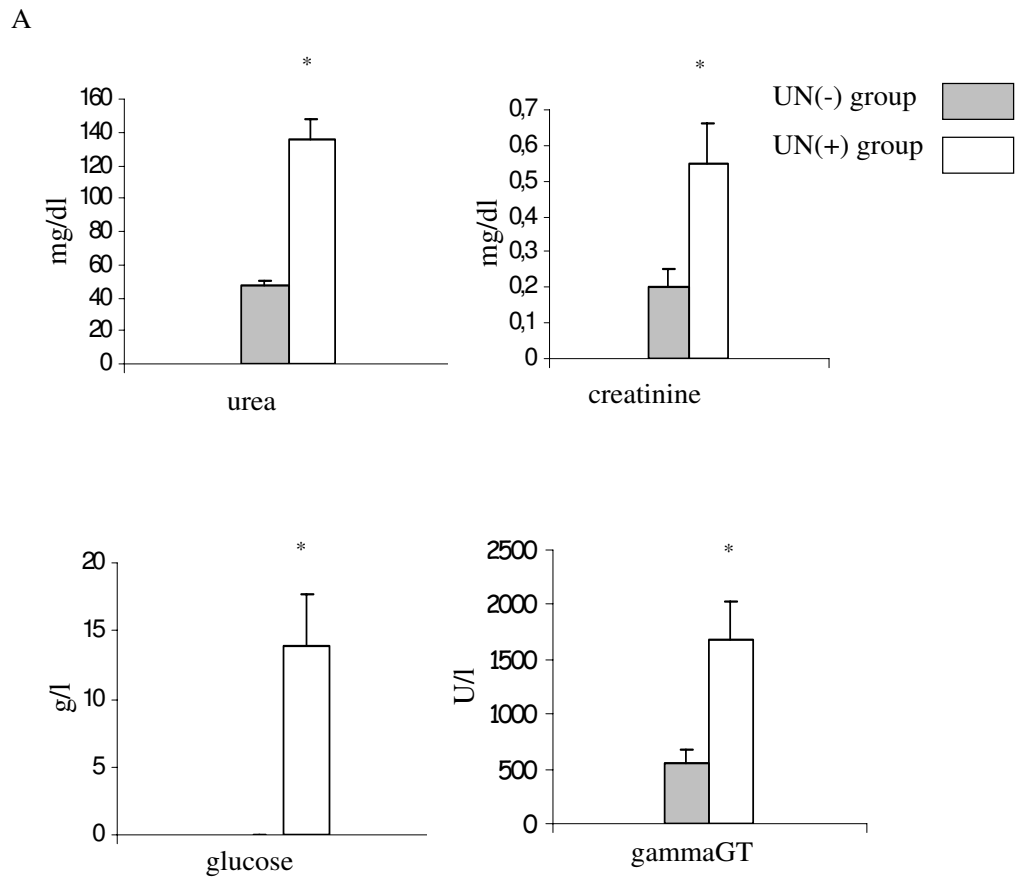 A
*
160
140
120
100
80
60
40
20
0
mg/dl
urea
*
0,7
0,6
0,5
0,4
0,3
0,2
0,1
0
mg/dl
creatinine
UN(-) group
UN(+) group
*
20
15
10
5
0
g/l
glucose
*
2500
2000
1500
1000
500
0
U/l
gammaGT